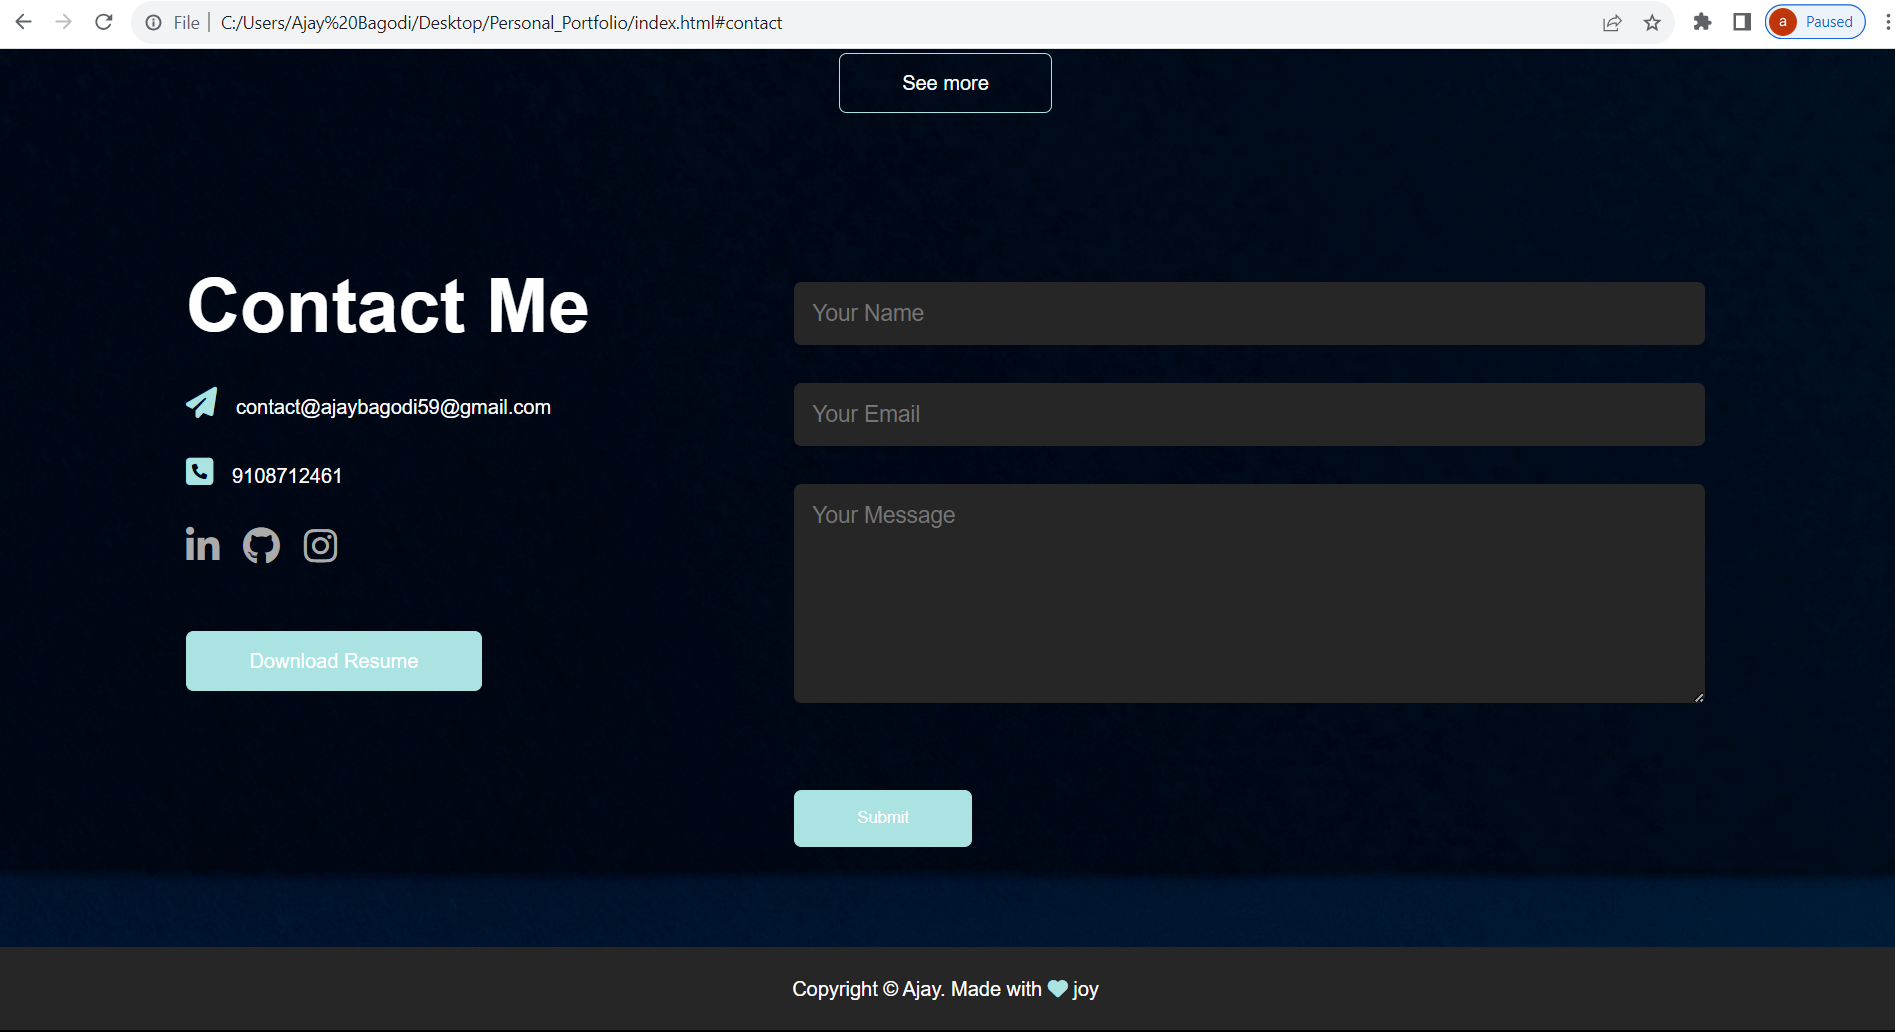 File
C:/Users/Ajay%20Bagodi/Desktop/Personal_Portfolio/index.html#contact
a
Paused
See more
Contact Me
contact@ajaybagodi59@gmail.com
9108712461
in
Download Resume
Your Name
Your Email
Your Message
Submit
Copyright © Ajay. Made with joy